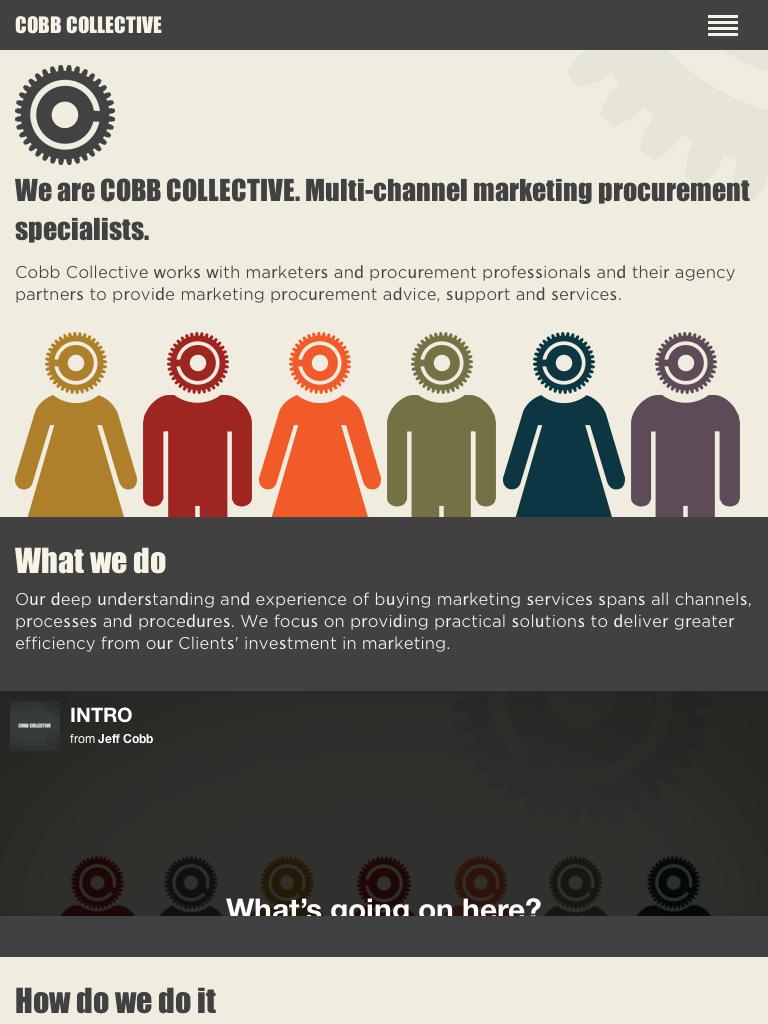 COBB COLLECTIVE
We are COBB COLLECTIVE. Multi-channel marketing procurement
specialists.
Cobb Collective works with marketers and procurement professionals and their agency
partners to provide marketing procurement advice, support and services.
What we do
Our deep understanding and experience of buying marketing services spans all channels,
processes and procedures. We focus on providing practical solutions to deliver greater
efficiency from our Clients' investment in marketing.
COBB COLLECTIVE
INTRO
from Jeff Cobb
What's going on here?
How do we do it